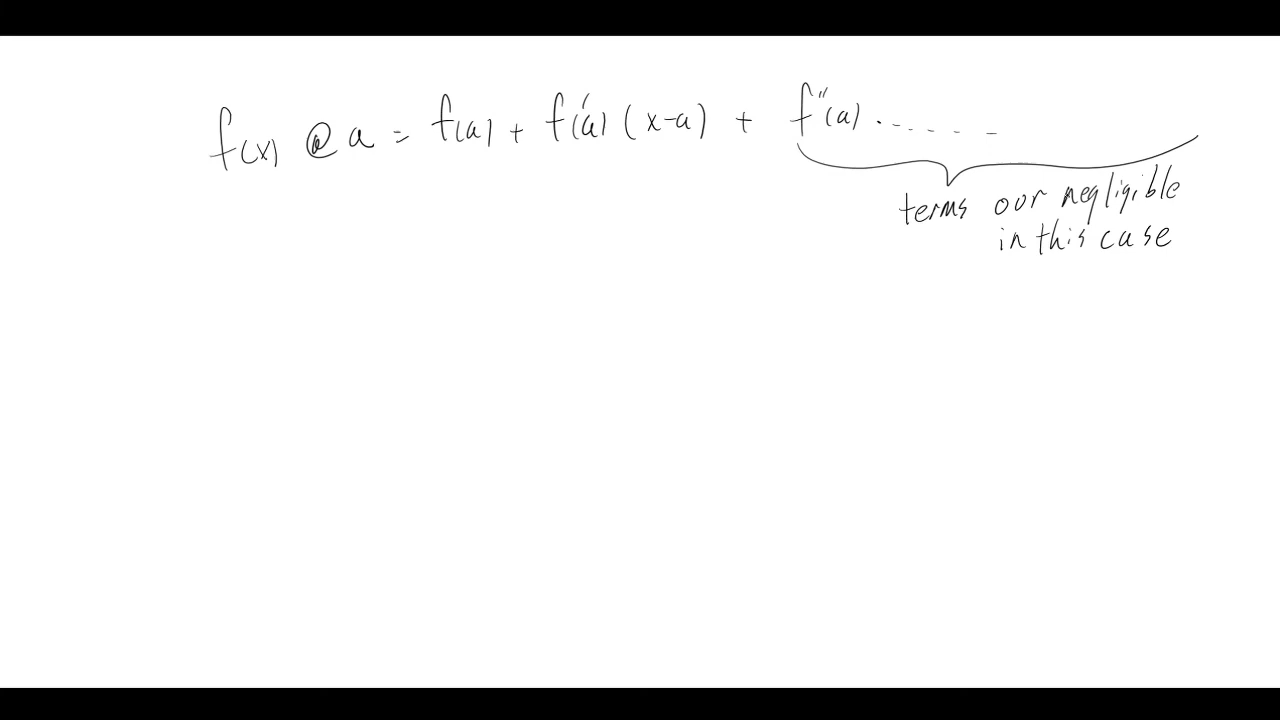 f(x) @ a = f(a) + f'(a) (x-a) + f''(a) . - - - - -
terms our negligible
in this case